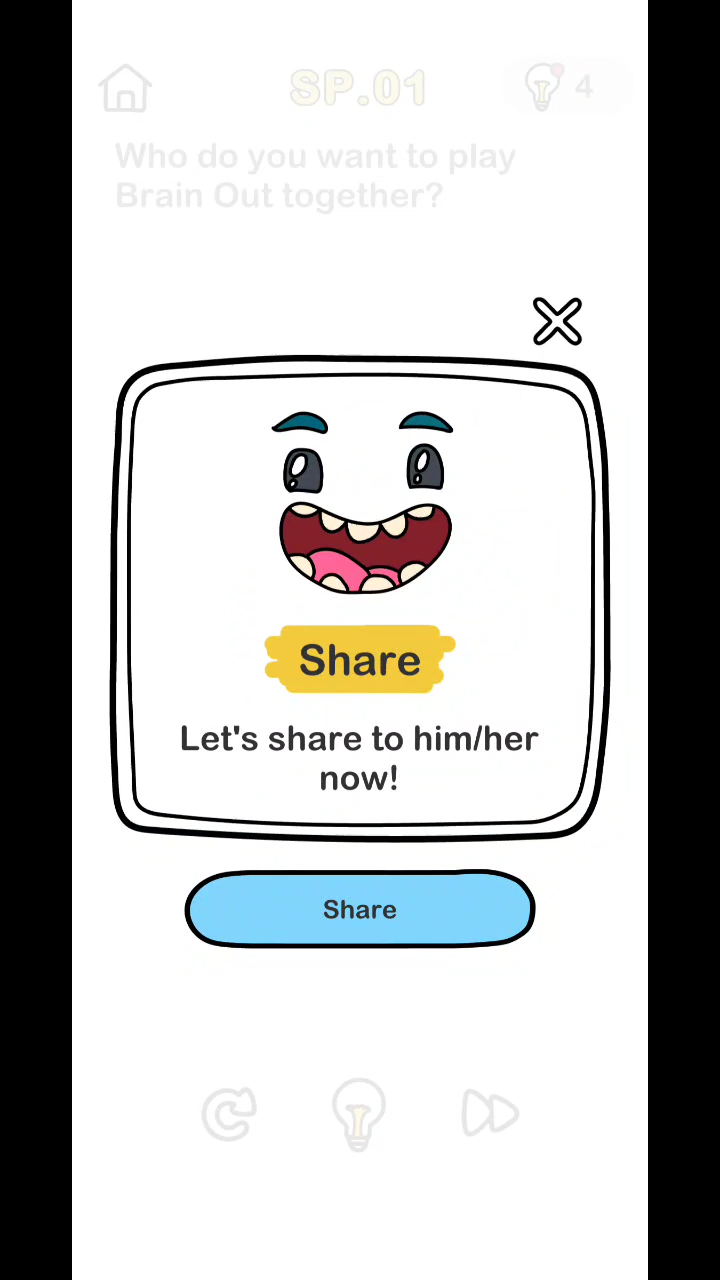 SP.01
4
Who do you want to play
Brain Out together?
Share
Let's share to him/her
now!
Share